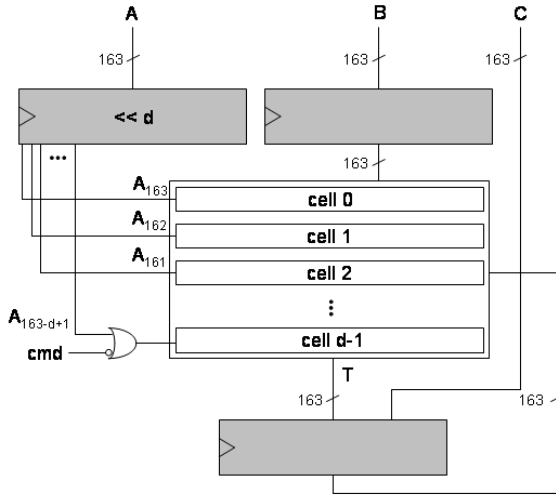 A B C
163 163 163
<< d
...
163
A163
cell 0
A162
cell 1
A161
cell 2
...
A163-d+1
cell d-1
cmd
T
163 163